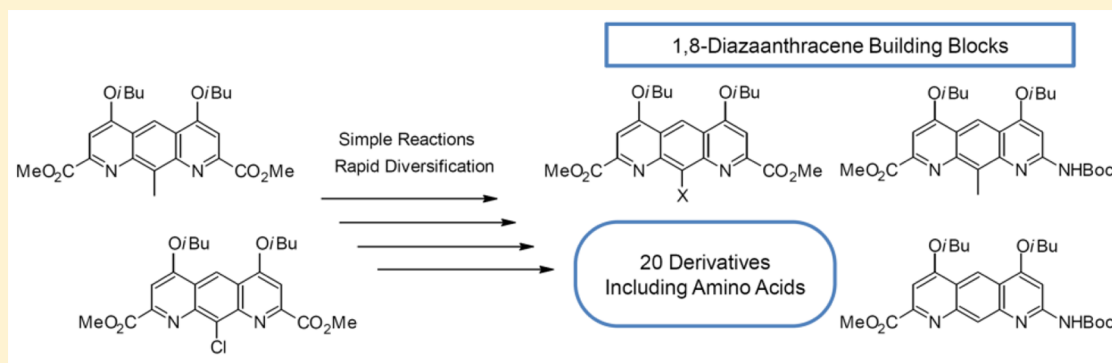 1,8-Diazaanthracene Building Blocks
OiBu OiBu
MeO2C N N CO2Me
Simple Reactions
Rapid Diversification
OiBu OiBu
MeO2C N N CO2Me
X
OiBu OiBu
MeO2C N N NHBoc
OiBu OiBu
MeO2C N N CO2Me
Cl
20 Derivatives
Including Amino Acids
OiBu OiBu
MeO2C N N NHBoc